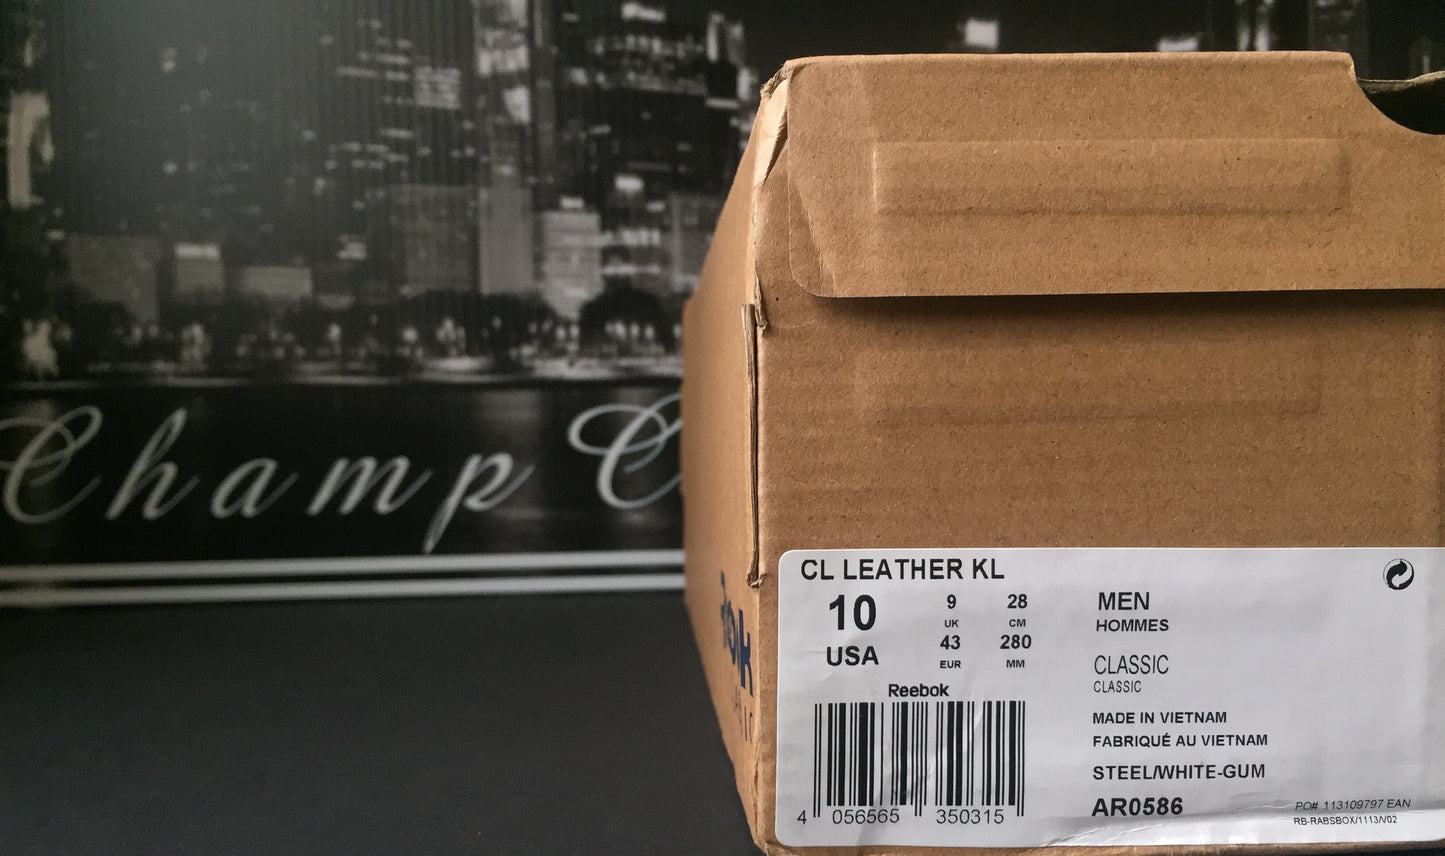 Champ C
CL LEATHER KL
10
USA
9
UK
43
EUR
28
CM
280
MM
MEN
HOMMES
CLASSIC
CLASSIC
Reebok
MADE IN VIETNAM
FABRIQUÉ AU VIETNAM
STEEL/WHITE-GUM
AR0586
4 056565 350315
PO# 113109797 EAN
RB-RABSBOX/1113/V02